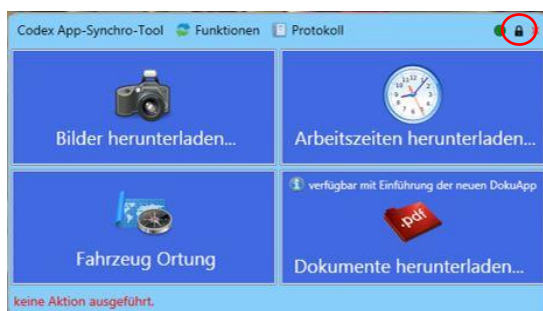 Codex App-Synchro-Tool Funktionen Protokoll
Bilder herunterladen...
Arbeitszeiten herunterladen...
Fahrzeug Ortung
verfügbar mit Einführung der neuen DokuApp
.pdf
Dokumente herunterladen...
keine Aktion ausgeführt.